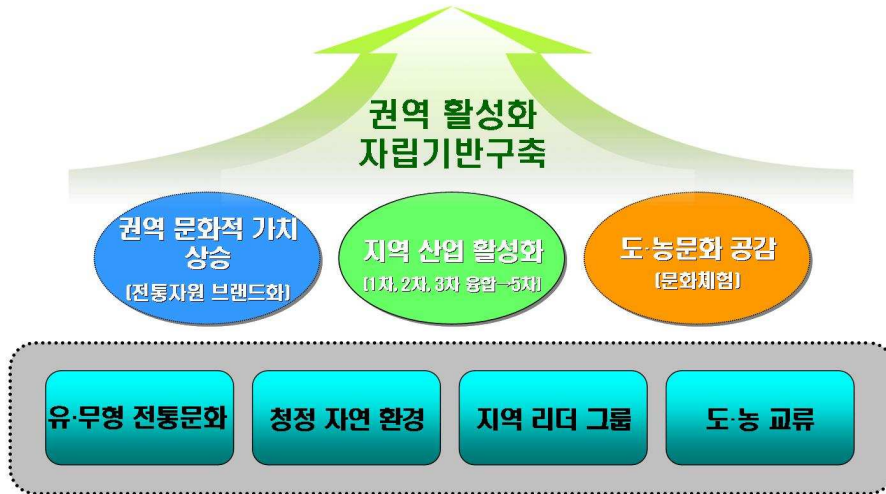 권역 활성화
자립기반구축
권역 문화적 가치
상승
(전통자원 브랜드화)
지역 산업 활성화
(1차, 2차, 3차 융합→5차)
도·농문화 공감
(문화체험)
유·무형 전통문화
청정 자연 환경
지역 리더 그룹
도·농 교류